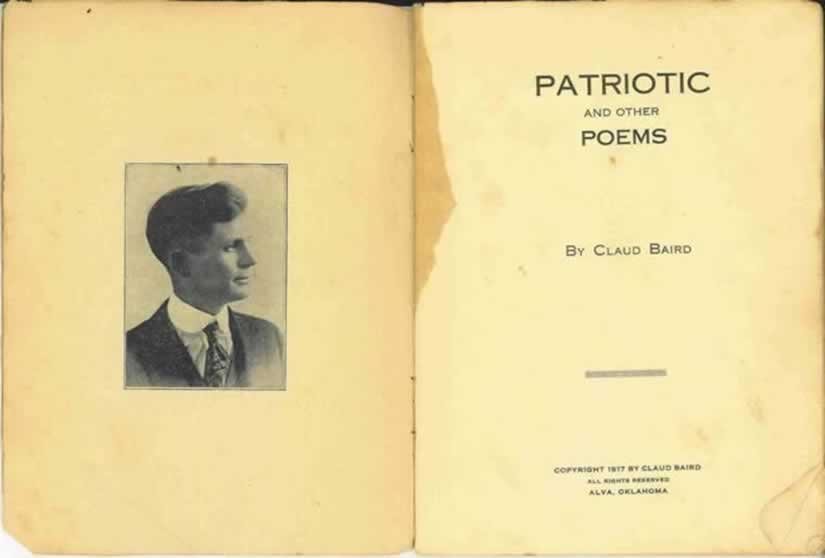 PATRIOTIC
AND OTHER
POEMS
BY CLAUD BAIRD
COPYRIGHT 1917 BY CLAUD BAIRD
ALL RIGHTS RESERVED
ALVA, OKLAHOMA